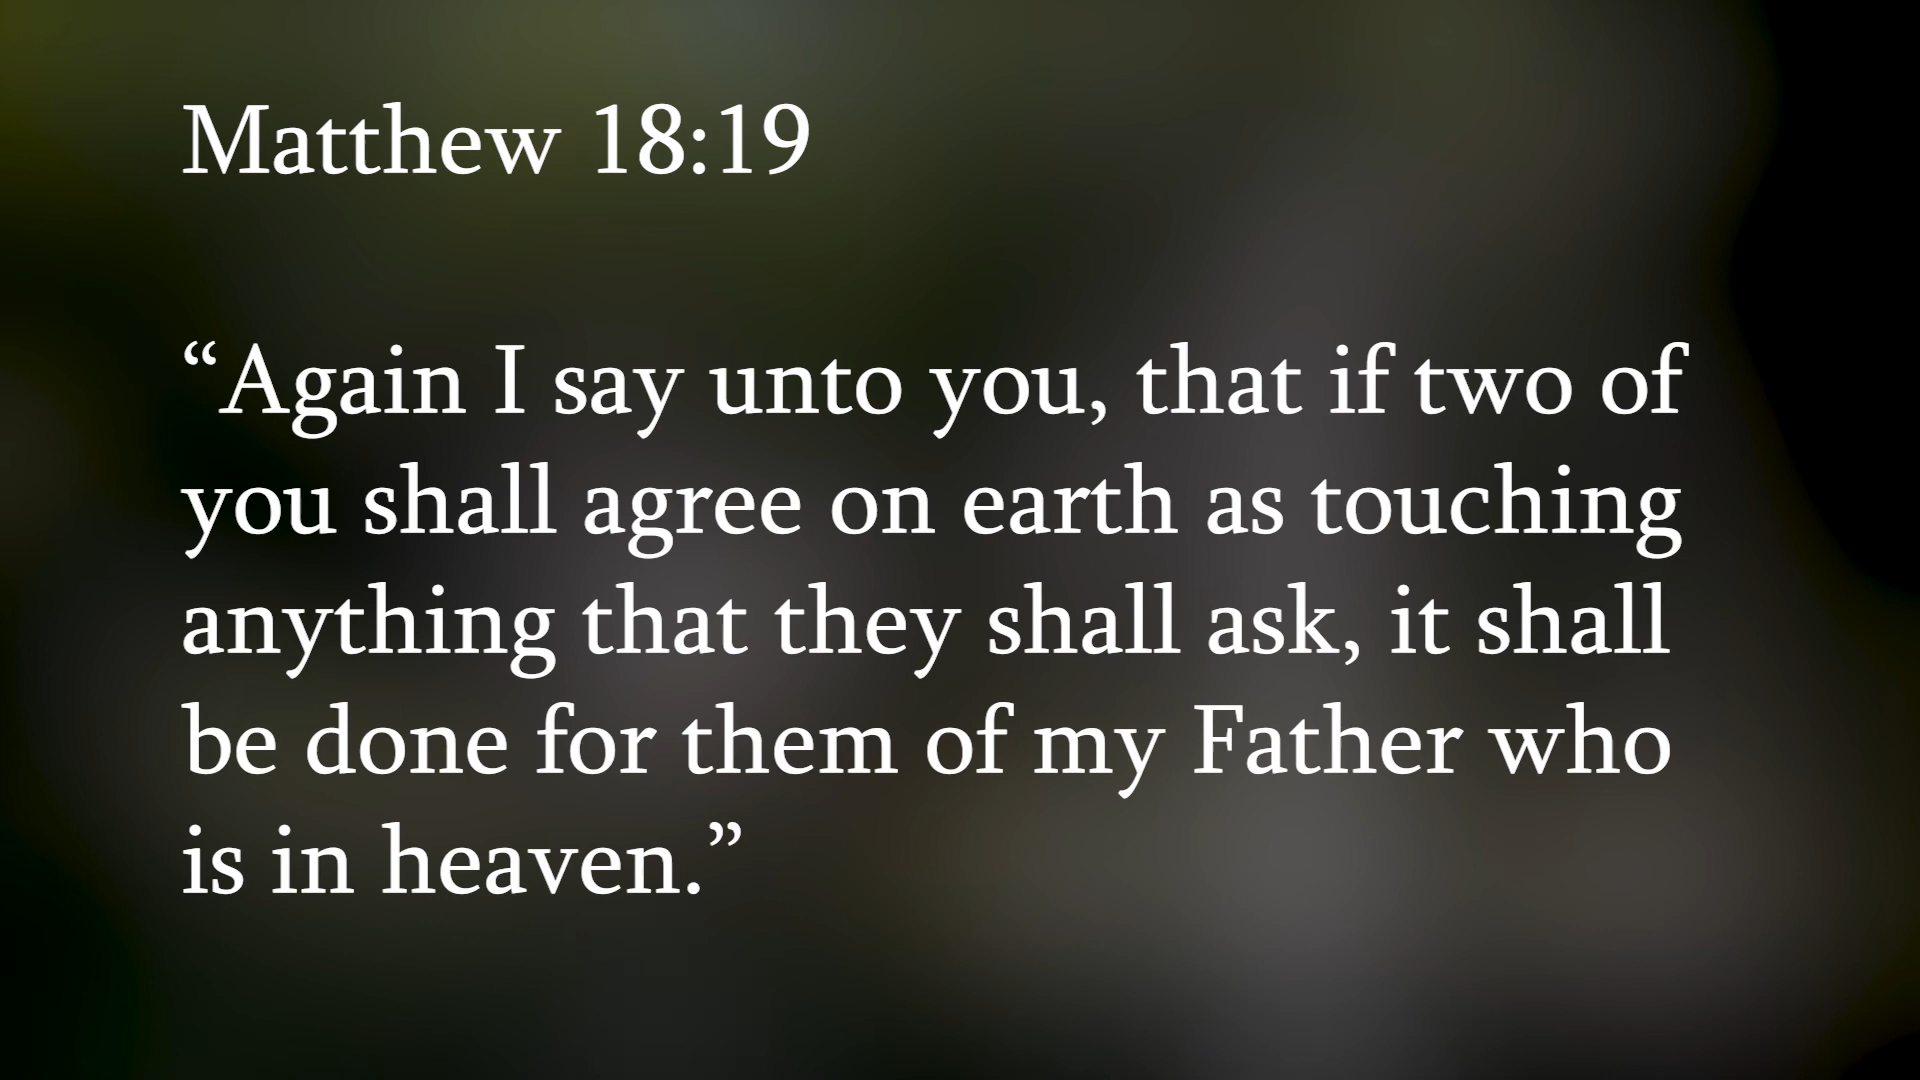 Matthew 18:19
“Again I say unto you, that if two of
you shall agree on earth as touching
anything that they shall ask, it shall
be done for them of my Father who
is in heaven.”